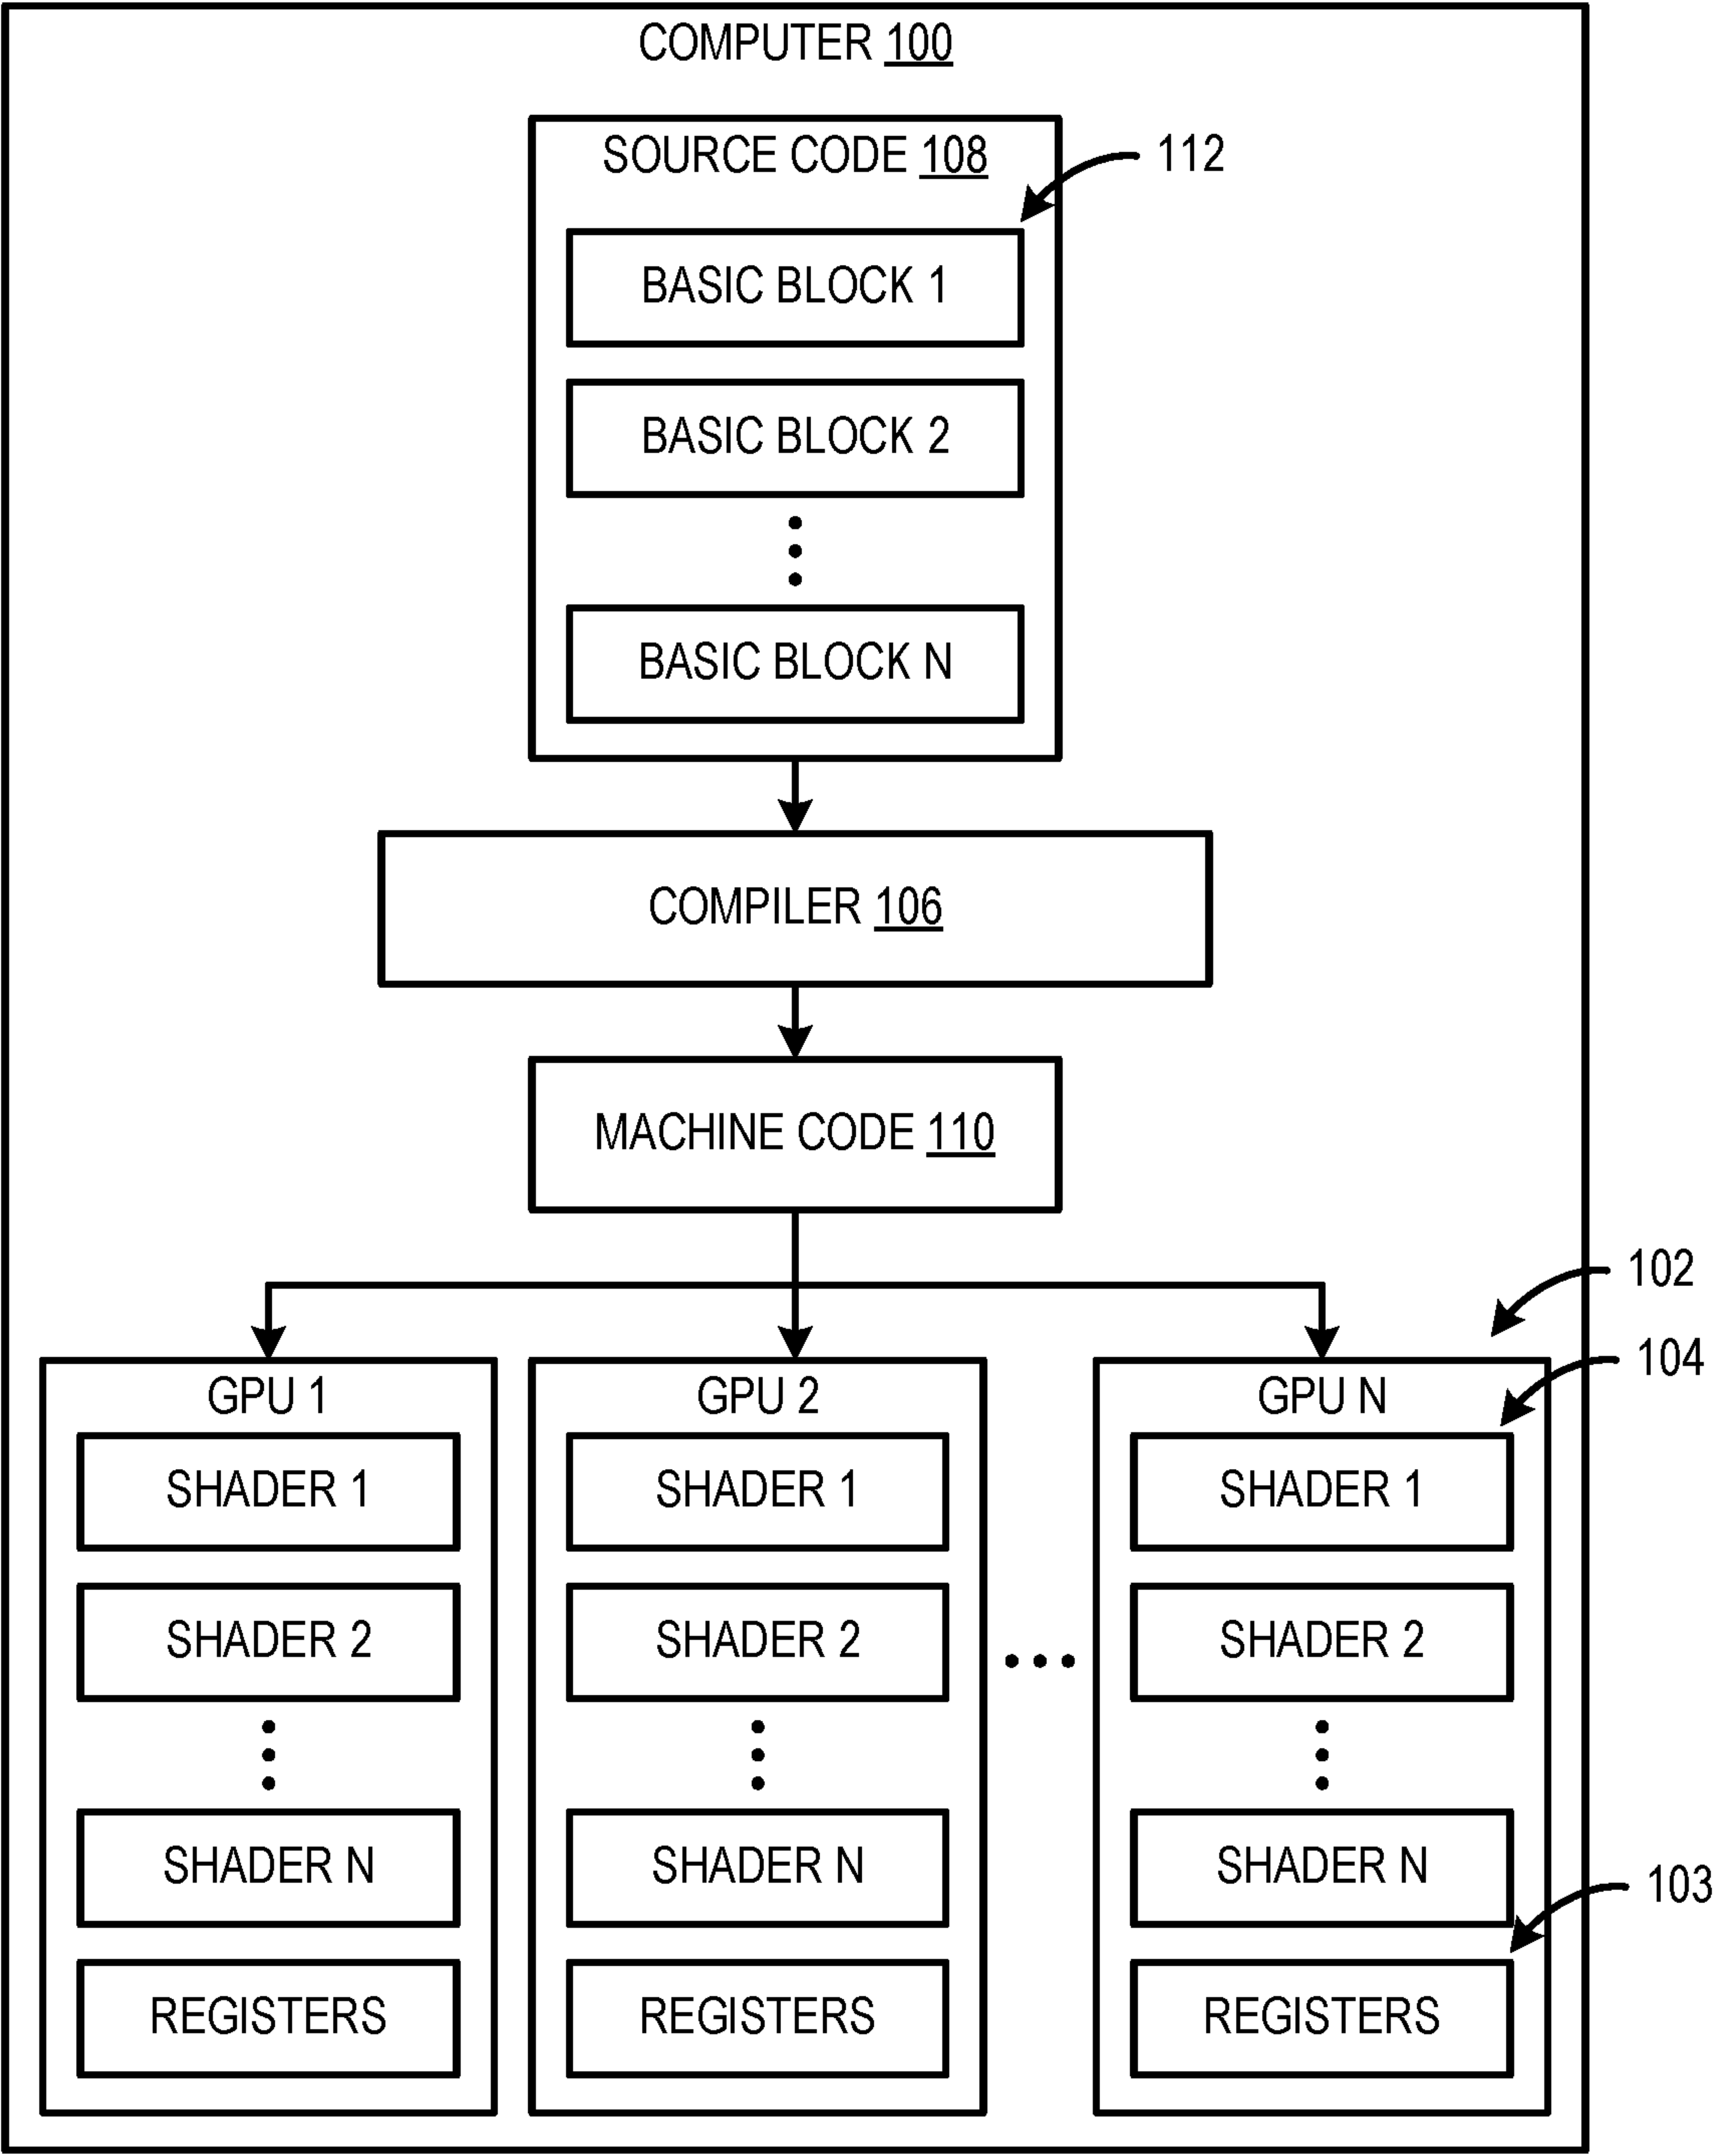 COMPUTER 100
SOURCE CODE 108
112
BASIC BLOCK 1
BASIC BLOCK 2
BASIC BLOCK N
COMPILER 106
MACHINE CODE 110
102
104
GPU 1
SHADER 1
SHADER 2
SHADER N
REGISTERS
GPU 2
SHADER 1
SHADER 2
SHADER N
REGISTERS
GPU N
SHADER 1
SHADER 2
SHADER N
103
REGISTERS